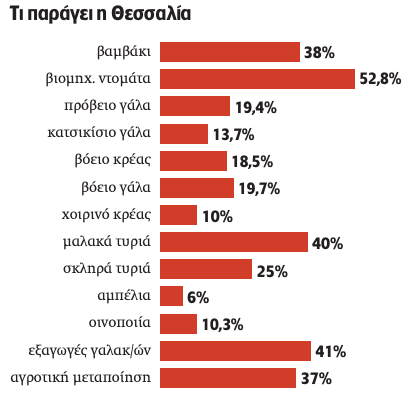 Τι παράγει η Θεσσαλία
βαμβάκι 38%
βιομηχ. ντομάτα 52,8%
πρόβειο γάλα 19,4%
κατσικίσιο γάλα 13,7%
βόειο κρέας 18,5%
βόειο γάλα 19,7%
χοιρινό κρέας 10%
μαλακά τυριά 40%
σκληρά τυριά 25%
αμπέλια 6%
οινοποιία 10,3%
εξαγωγές γαλακ/ών 41%
αγροτική μεταποίηση 37%